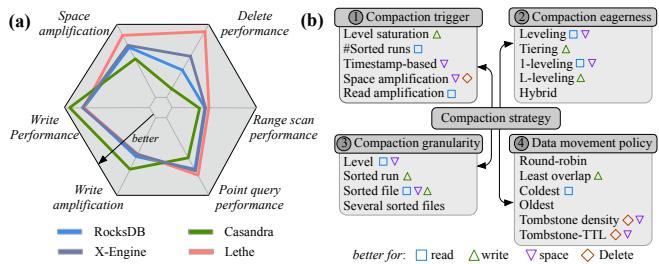 (a)
Space
amplification
Delete
performance
Write
Performance
Range scan
performance
better
Write
amplification
Point query
performance
RocksDB
Casandra
X-Engine
Lethe
(b)
1 Compaction trigger
Level saturation △
#Sorted runs □
Timestamp-based ▽
Space amplification ▽ ◇
Read amplification □
2 Compaction eagerness
Leveling □ ▽
Tiering △
1-leveling □ ▽
L-leveling △
Hybrid
Compaction strategy
3 Compaction granularity
Level □ ▽
Sorted run △
Sorted file □ ▽ △
Several sorted files
4 Data movement policy
Round-robin
Least overlap △
Coldest □
Oldest
Tombstone density ◇ ▽
Tombstone-TTL ◇ ▽
better for: □ read △ write ▽ space ◇ Delete